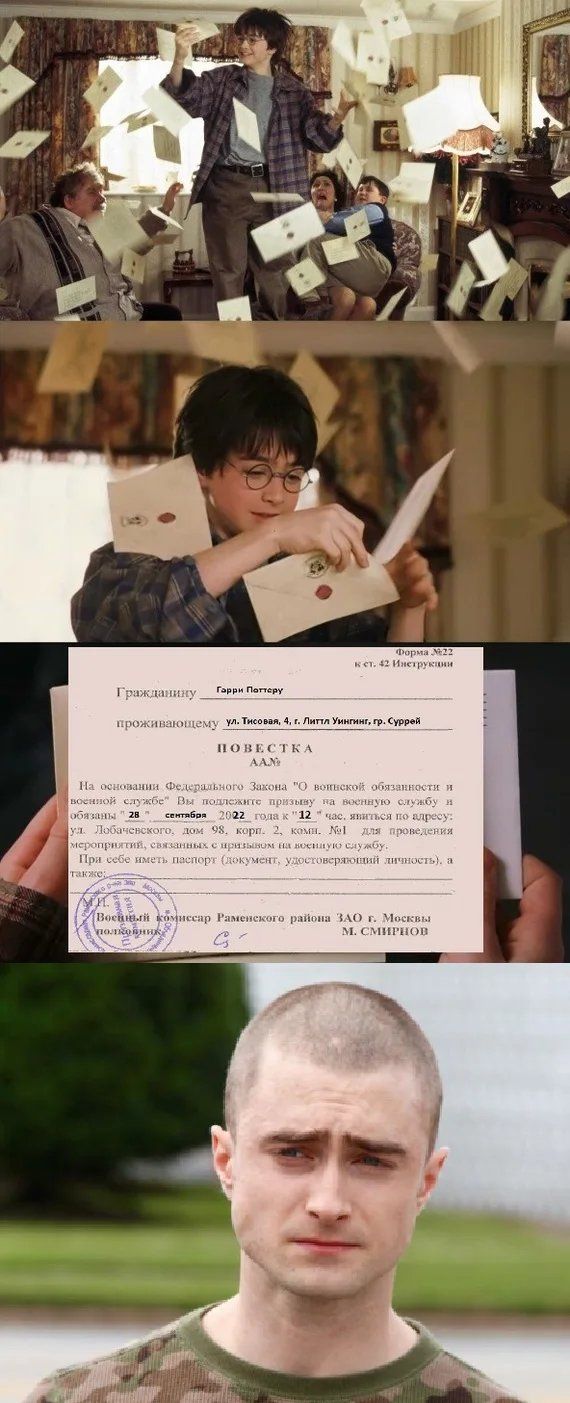 Форма №22
к ст. 42 Инструкции
Гражданину Гарри Поттеру
проживающему ул. Тисовая, 4, г. Литтл Уингинг, гр. Суррей
ПОВЕСТКА
АА№
На основании Федерального Закона "О воинской обязанности и
военной службе" Вы подлежите призыву на военную службу и
обязаны "28" сентября 2022 года к "12" час. явиться по адресу:
ул. Лобачевского, дом 98, корп. 2, комн. №1 для проведения
мероприятий, связанных с призывом на военную службу.
При себе иметь паспорт (документ, удостоверяющий личность), а
также:
М.П.
Военный комиссар Раменского района ЗАО г. Москвы
полковник М. СМИРНОВ